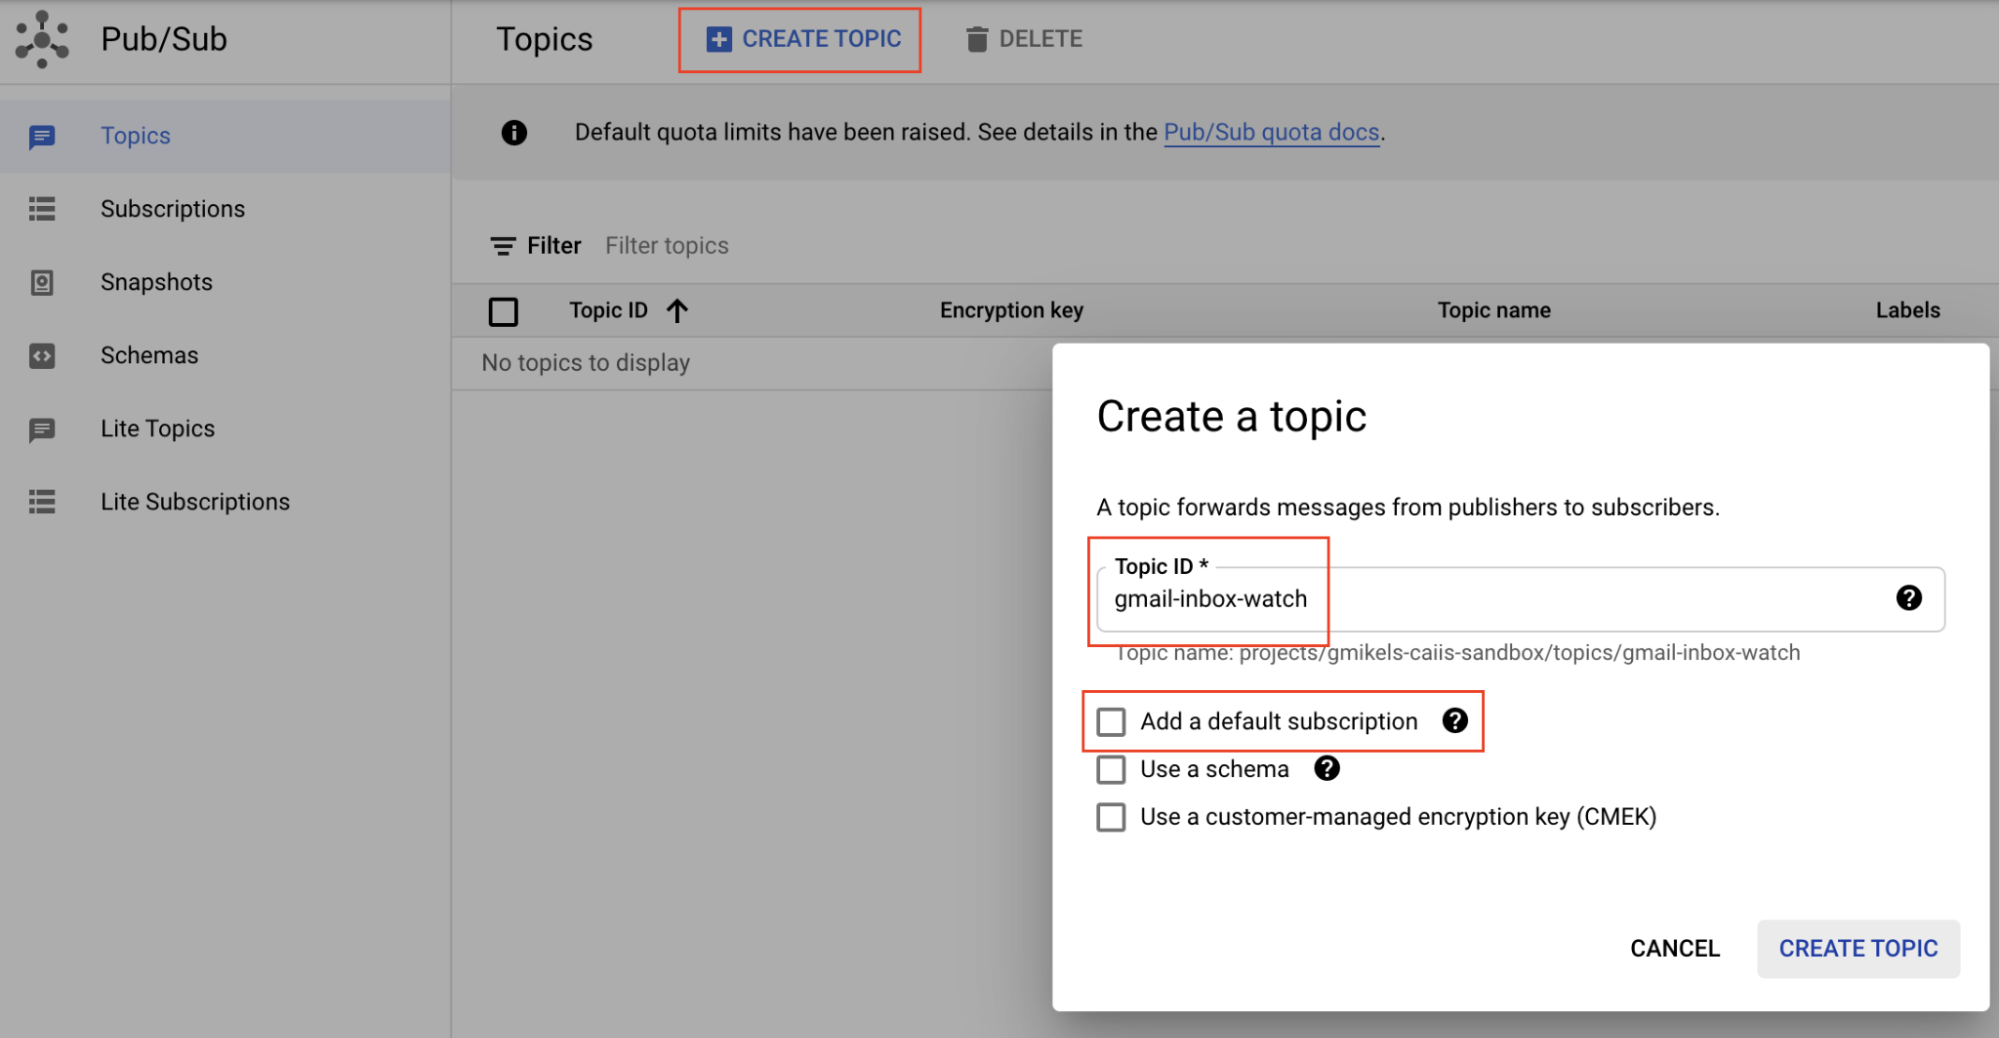 Pub/Sub
Topics
CREATE TOPIC
DELETE
Topics
Subscriptions
Snapshots
Schemas
Lite Topics
Lite Subscriptions
Default quota limits have been raised. See details in the Pub/Sub quota docs.
Filter Filter topics
Topic ID Encryption key Topic name Labels
No topics to display
Create a topic
A topic forwards messages from publishers to subscribers.
Topic ID *
gmail-inbox-watch
Topic name: projects/gmikels-caiis-sandbox/topics/gmail-inbox-watch
Add a default subscription
Use a schema
Use a customer-managed encryption key (CMEK)
CANCEL CREATE TOPIC